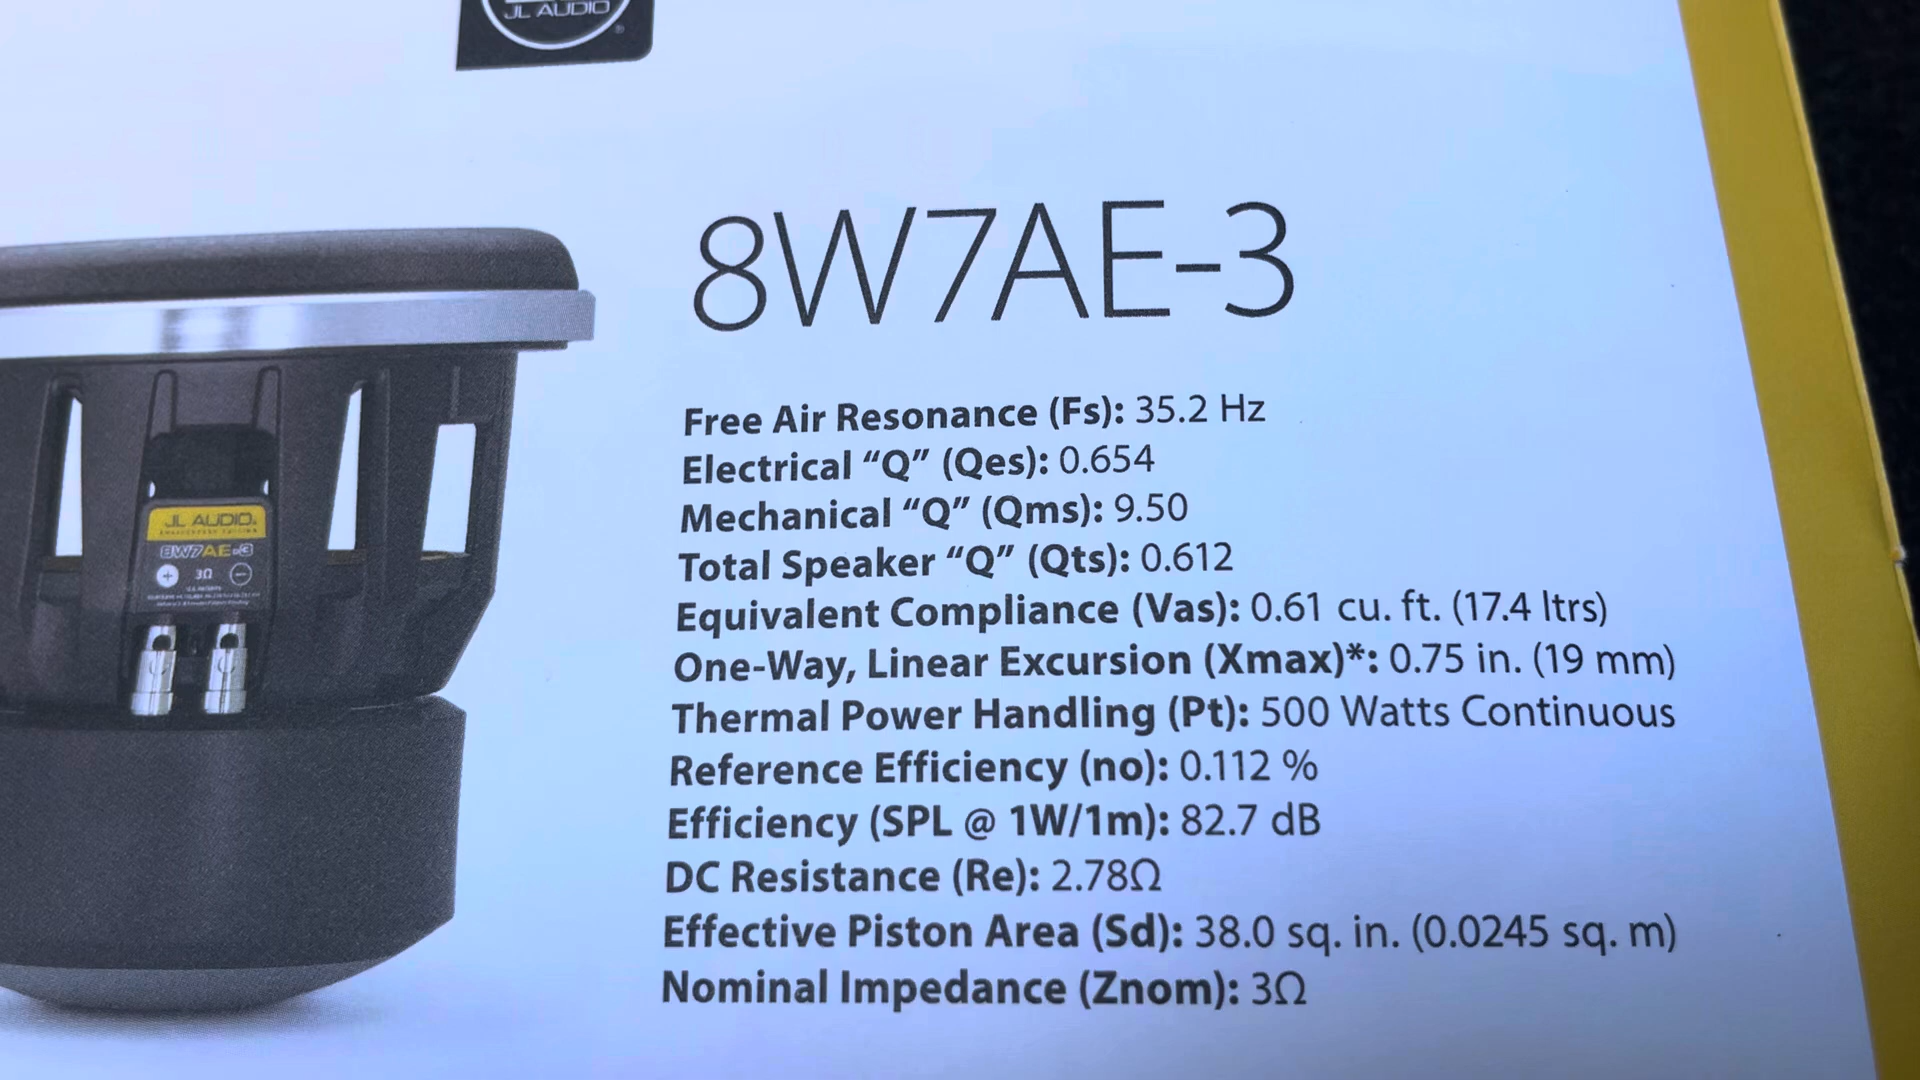 JL AUDIO
®
8W7AE-3
Free Air Resonance (Fs): 35.2 Hz
Electrical “Q” (Qes): 0.654
Mechanical “Q” (Qms): 9.50
Total Speaker “Q” (Qts): 0.612
Equivalent Compliance (Vas): 0.61 cu. ft. (17.4 ltrs)
One-Way, Linear Excursion (Xmax)*: 0.75 in. (19 mm)
Thermal Power Handling (Pt): 500 Watts Continuous
Reference Efficiency (no): 0.112 %
Efficiency (SPL @ 1W/1m): 82.7 dB
DC Resistance (Re): 2.78Ω
Effective Piston Area (Sd): 38.0 sq. in. (0.0245 sq. m)
Nominal Impedance (Znom): 3Ω
JL AUDIO
8W7AE-3
+ 3Ω −